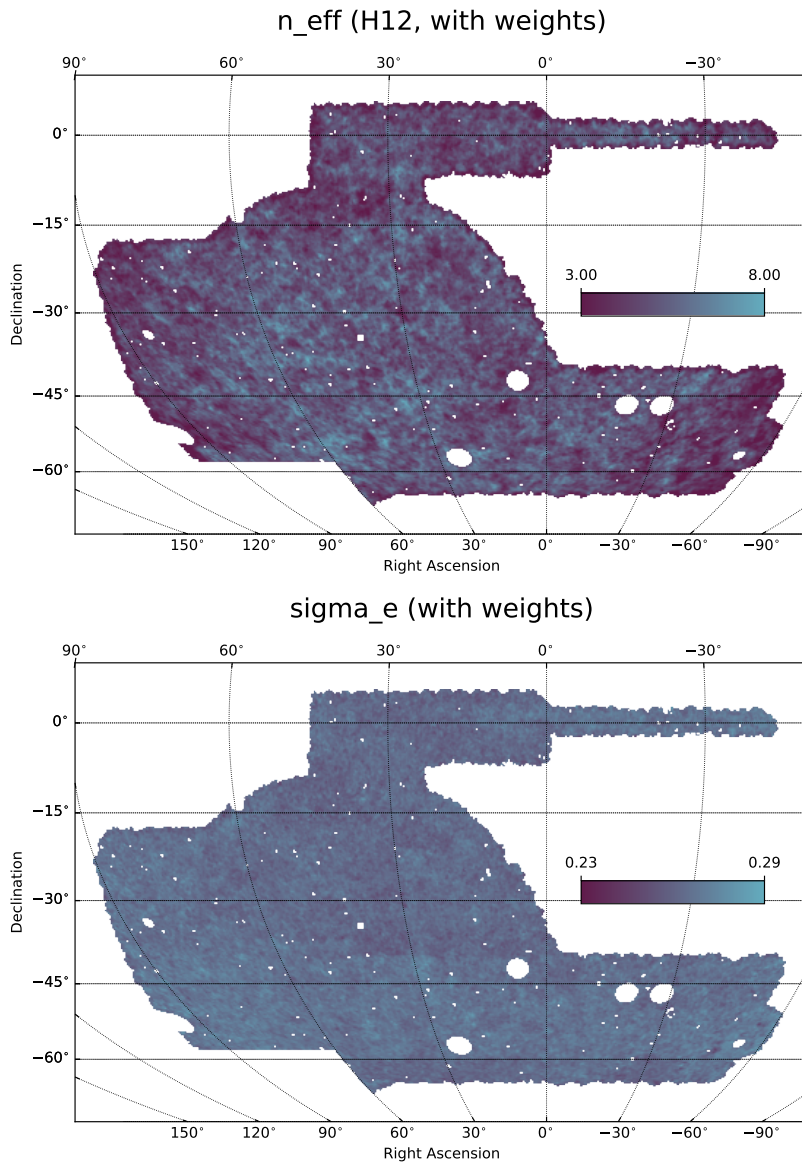 n_eff (H12, with weights)
90° 60° 30° 0° −30°
0°
−15°
3.00 8.00
−30°
Declination
−45°
−60°
150° 120° 90° 60° 30° 0° −30° −60° −90°
Right Ascension
sigma_e (with weights)
90° 60° 30° 0° −30°
0°
−15°
0.23 0.29
−30°
Declination
−45°
−60°
150° 120° 90° 60° 30° 0° −30° −60° −90°
Right Ascension